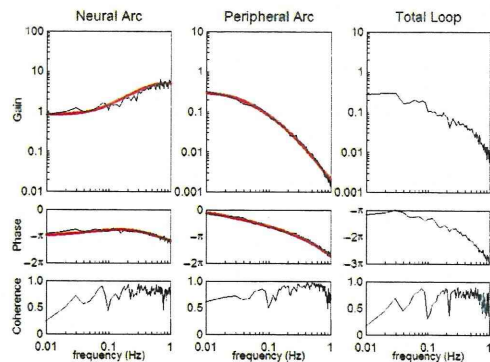 Neural Arc Peripheral Arc Total Loop
100 1 1
10 0.1 0.1
1 0.01 0.01
0.1
0.01 0.001 0.001
Gain
0 0 -π
-π -π -2π
-2π -2π -3π
Phase
1.0 1.0 1.0
0.5 0.5 0.5
0.0 0.0 0.0
Coherence
0.01 0.1 1 0.01 0.1 1 0.01 0.1 1
frequency (Hz) frequency (Hz) frequency (Hz)